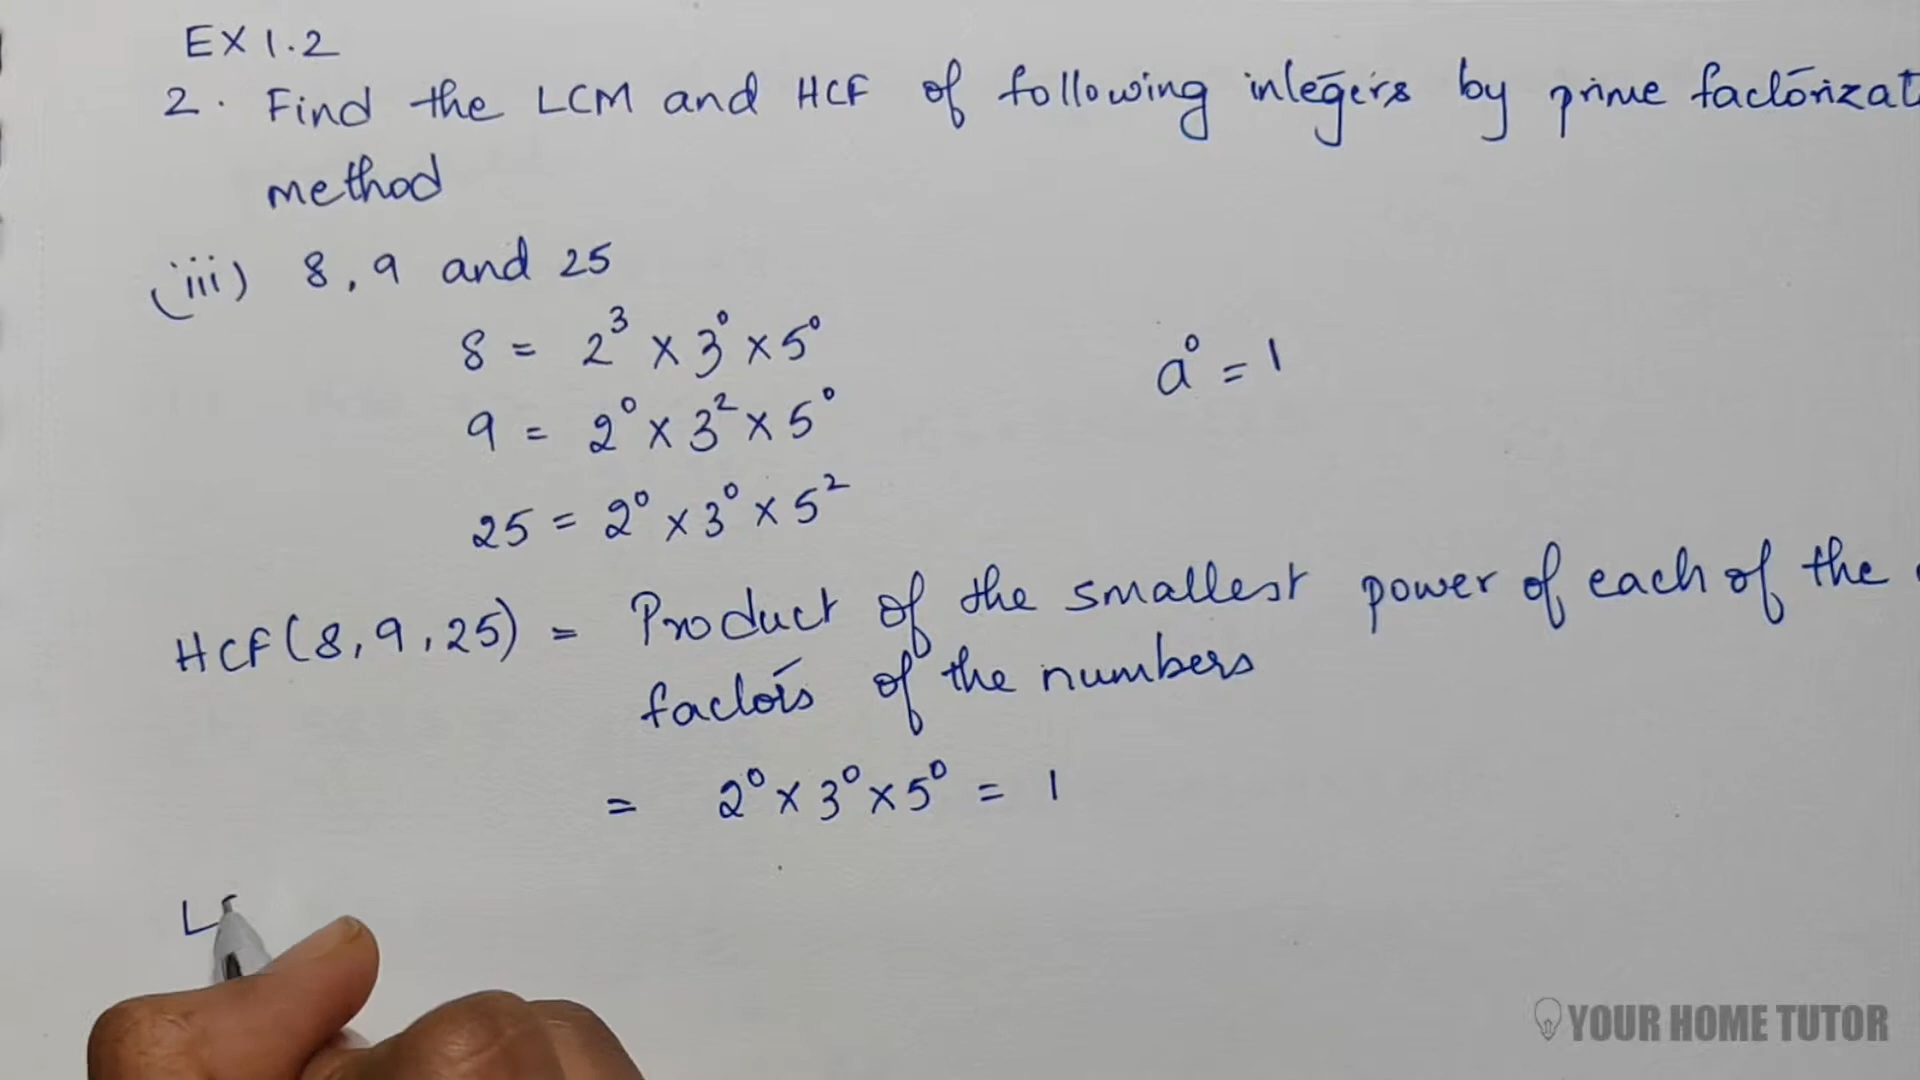 EX 1.2
2. Find the LCM and HCF of following integers by prime factorizat
method
(iii) 8, 9 and 25
8 = 2³ × 3⁰ × 5⁰
a⁰ = 1
9 = 2⁰ × 3² × 5⁰
25 = 2⁰ × 3⁰ × 5²
HCF(8, 9, 25) = Product of the smallest power of each of the
factors of the numbers
= 2⁰ × 3⁰ × 5⁰ = 1
L
YOUR HOME TUTOR